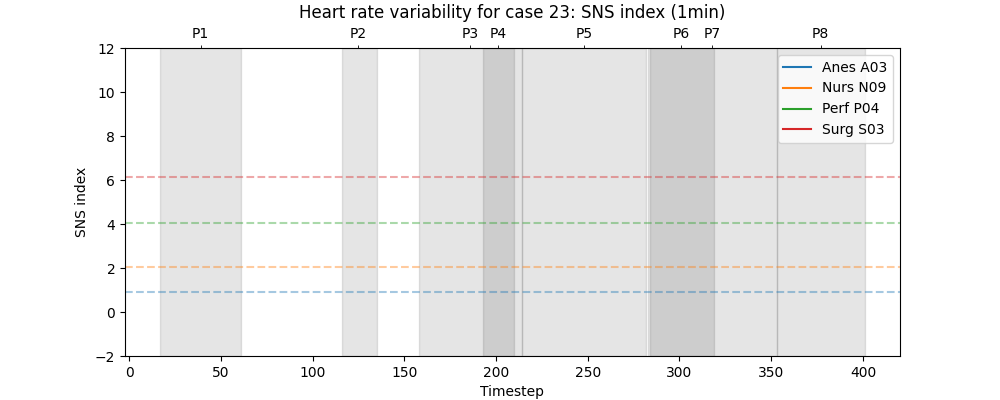 Heart rate variability for case 23: SNS index (1min)
P1 P2 P3 P4 P5 P6 P7 P8
12
10
8
6
4
2
0
−2
SNS index
Anes A03
Nurs N09
Perf P04
Surg S03
0 50 100 150 200 250 300 350 400
Timestep